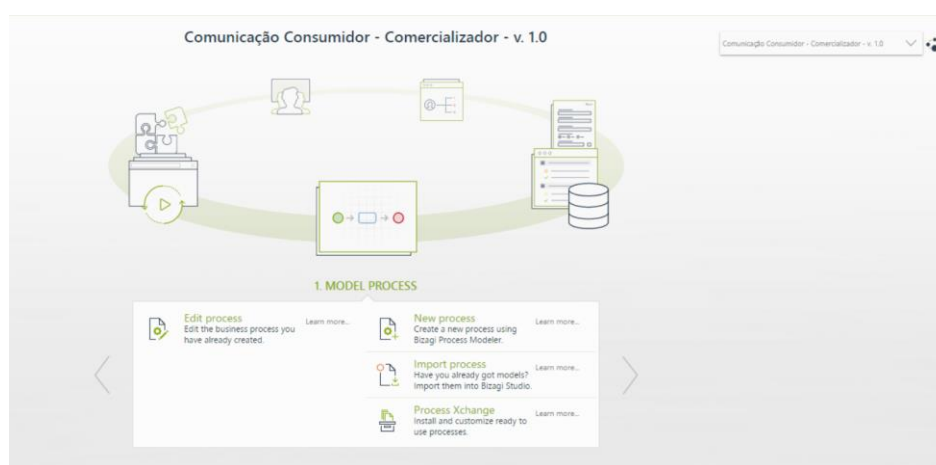 Comunicação Consumidor - Comercializador - v. 1.0
Comunicação Consumidor - Comercializador - v. 1.0
1. MODEL PROCESS
Edit process
Learn more...
Edit the business process you
have already created.
New process
Learn more...
Create a new process using
Bizagi Process Modeler.
Import process
Learn more...
Have you already got models?
Import them into Bizagi Studio.
Process Xchange
Learn more...
Install and customize ready to
use processes.